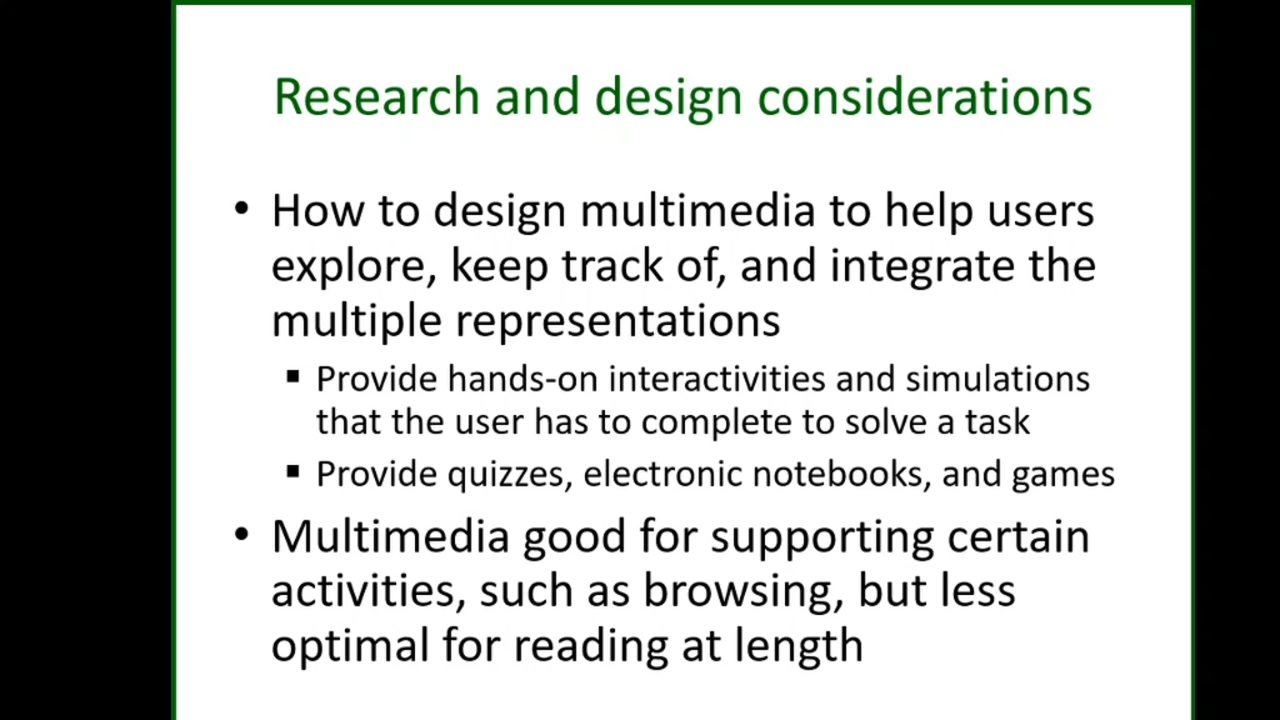 Research and design considerations
• How to design multimedia to help users
explore, keep track of, and integrate the
multiple representations
▪ Provide hands-on interactivities and simulations
that the user has to complete to solve a task
▪ Provide quizzes, electronic notebooks, and games
• Multimedia good for supporting certain
activities, such as browsing, but less
optimal for reading at length